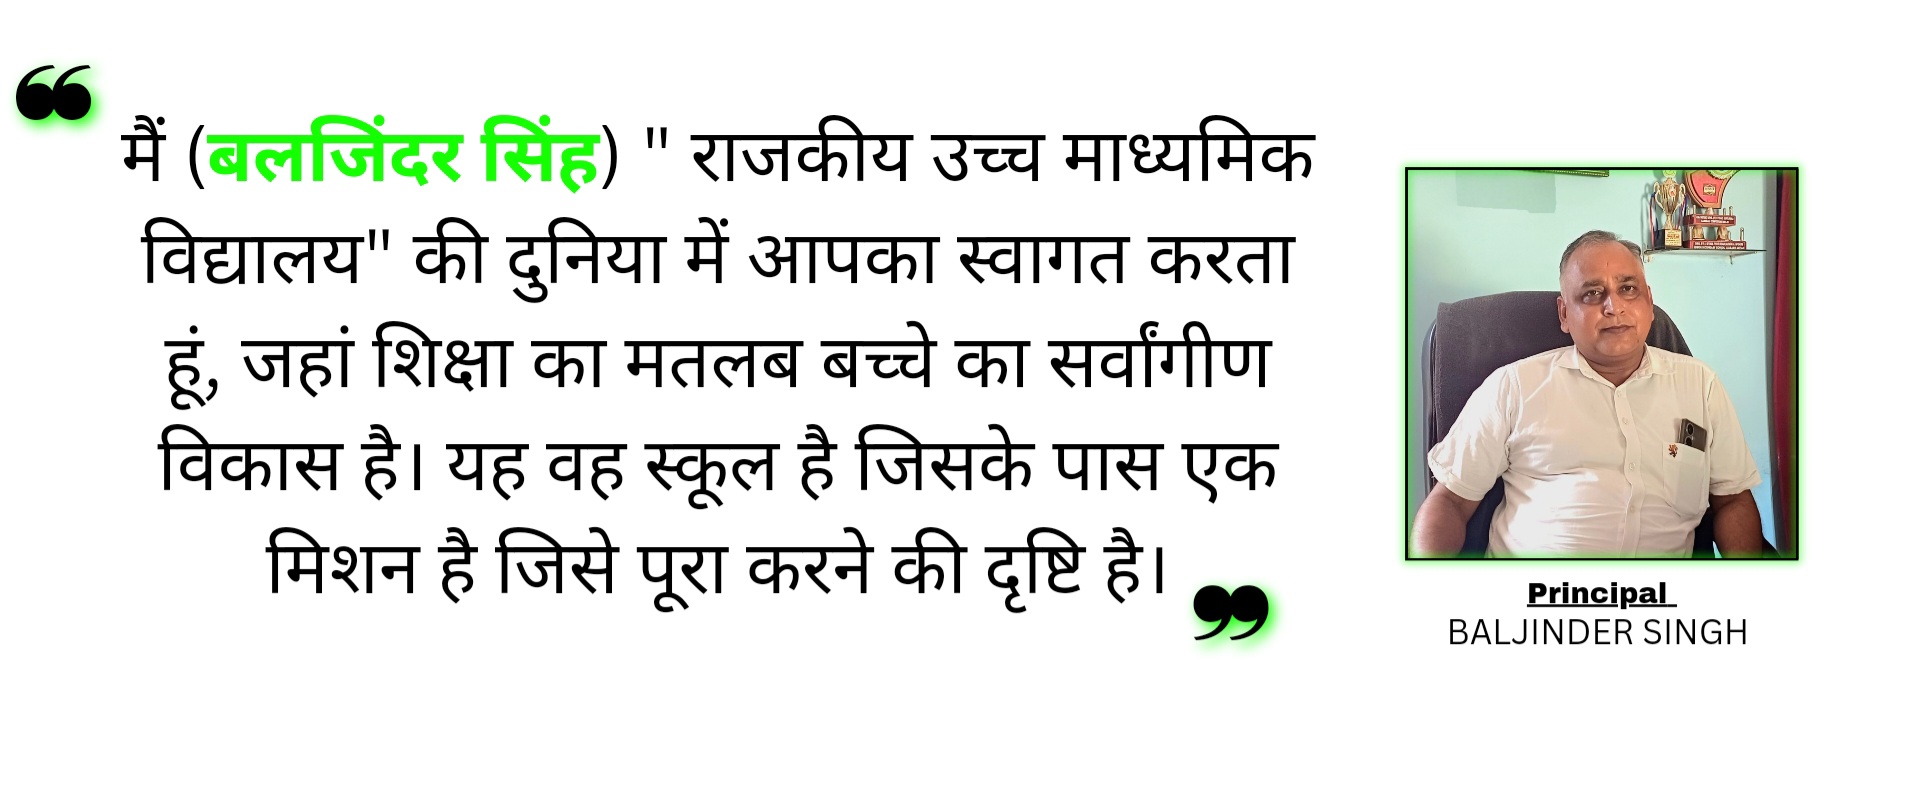 ❝
मैं (बलजिंदर सिंह) " राजकीय उच्च माध्यमिक
विद्यालय" की दुनिया में आपका स्वागत करता
हूं, जहां शिक्षा का मतलब बच्चे का सर्वांगीण
विकास है। यह वह स्कूल है जिसके पास एक
मिशन है जिसे पूरा करने की दृष्टि है।
❞
Principal
BALJINDER SINGH